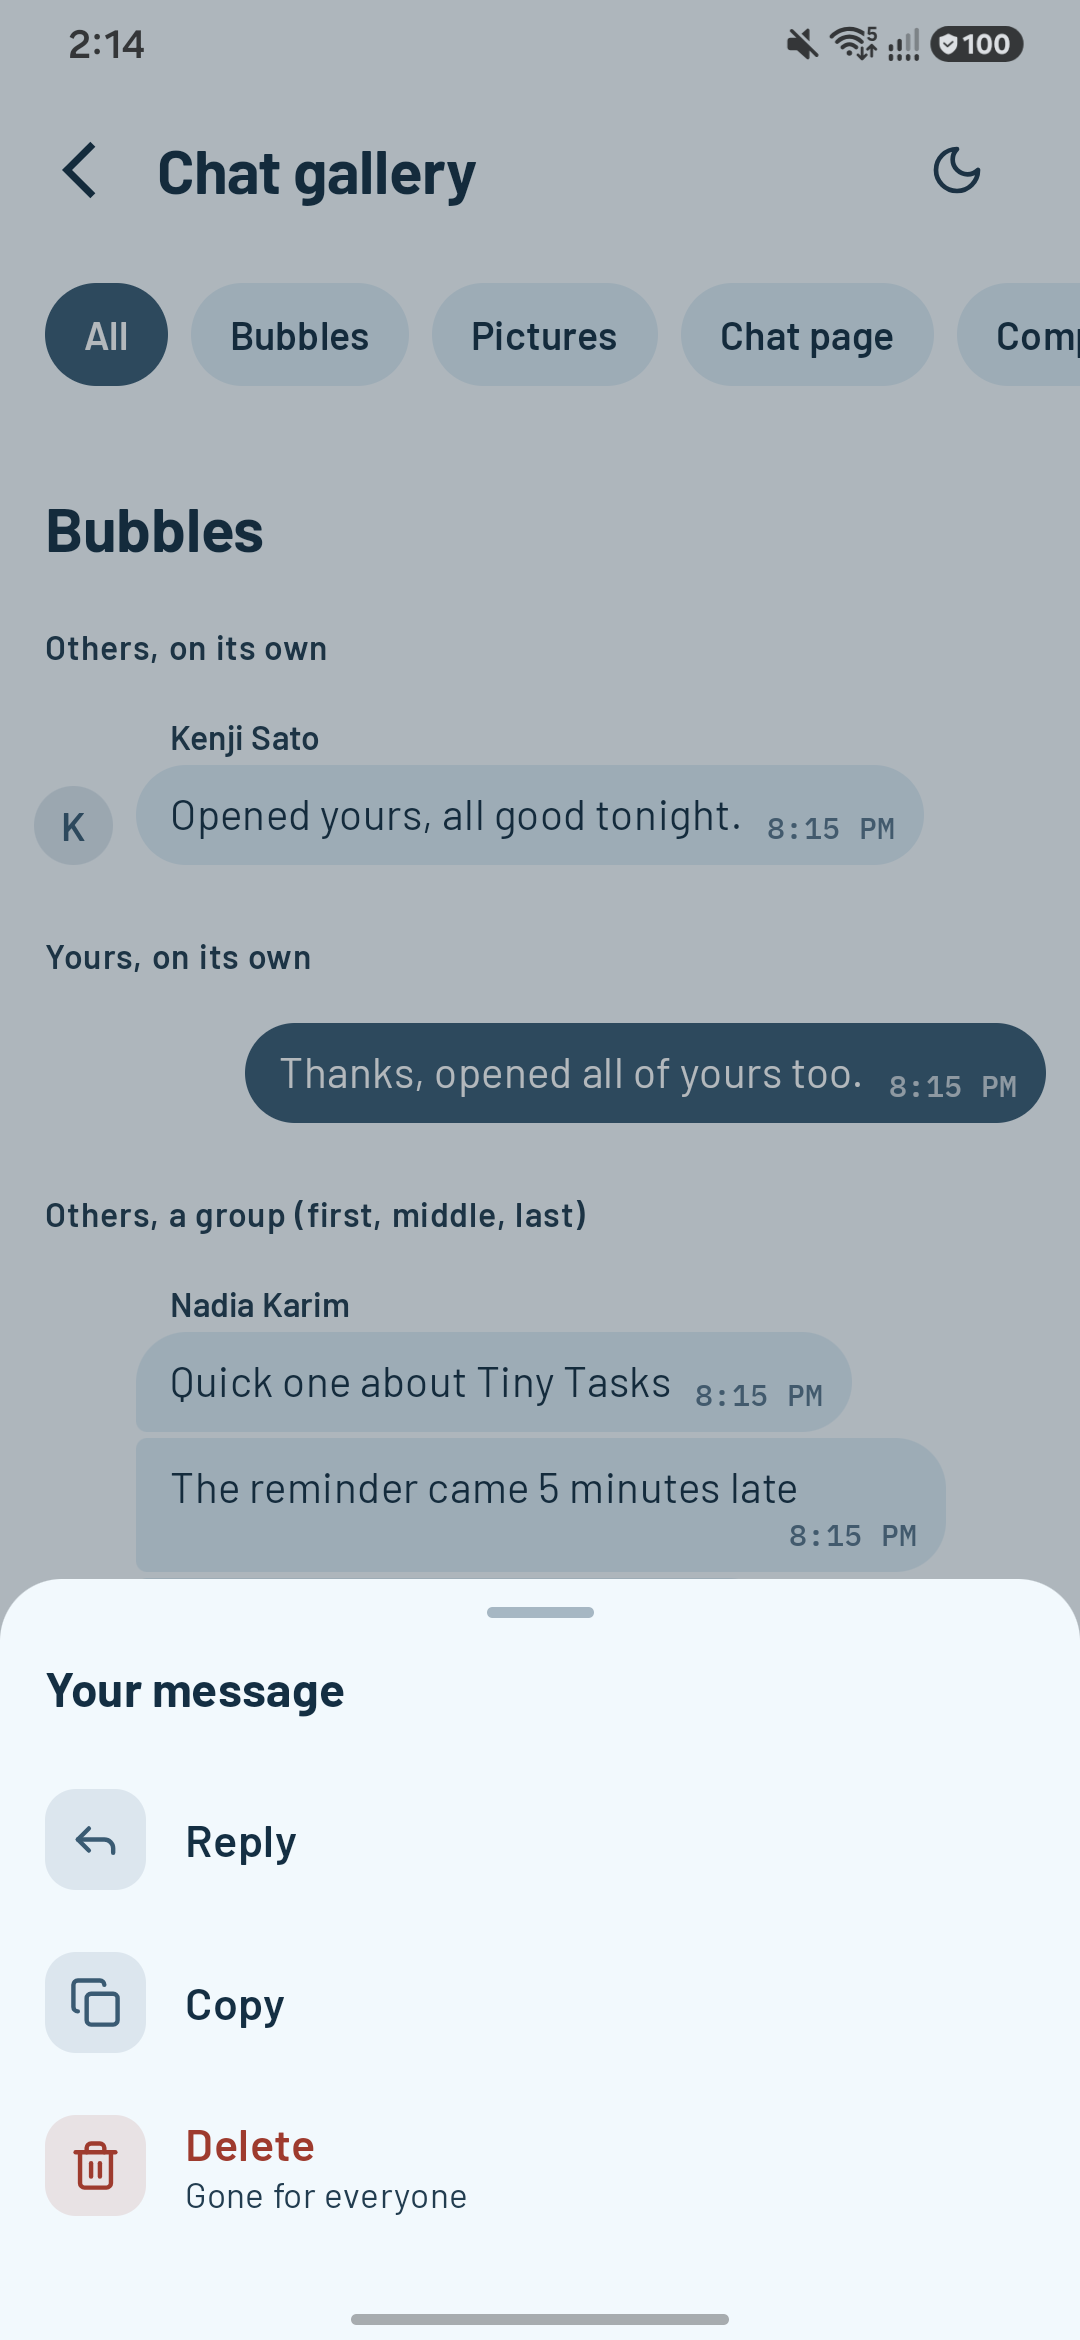 2:14
5
100
Chat gallery
All
Bubbles
Pictures
Chat page
Comp
Bubbles
Others, on its own
Kenji Sato
K
Opened yours, all good tonight. 8:15 PM
Yours, on its own
Thanks, opened all of yours too. 8:15 PM
Others, a group (first, middle, last)
Nadia Karim
Quick one about Tiny Tasks 8:15 PM
The reminder came 5 minutes late
8:15 PM
Your message
Reply
Copy
Delete
Gone for everyone